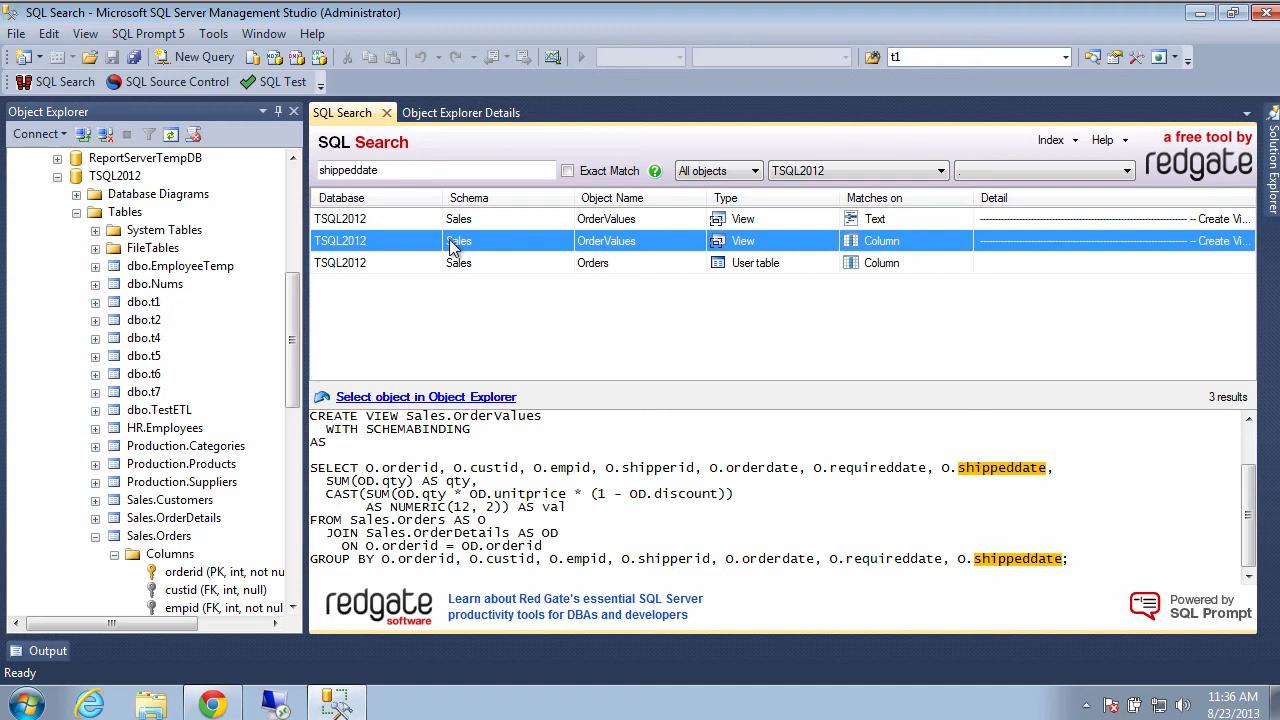 SQL Search - Microsoft SQL Server Management Studio (Administrator)
File Edit View SQL Prompt 5 Tools Window Help
New Query t1
SQL Search SQL Source Control SQL Test
Object Explorer
Connect
ReportServerTempDB
TSQL2012
Database Diagrams
Tables
System Tables
FileTables
dbo.EmployeeTemp
dbo.Nums
dbo.t1
dbo.t2
dbo.t4
dbo.t5
dbo.t6
dbo.t7
dbo.TestETL
HR.Employees
Production.Categories
Production.Products
Production.Suppliers
Sales.Customers
Sales.OrderDetails
Sales.Orders
Columns
orderid (PK, int, not nu
custid (FK, int, null)
empid (FK, int, not nul
SQL Search Object Explorer Details
SQL Search
Index Help
a free tool by
redgate
shippeddate Exact Match All objects TSQL2012 .
Database Schema Object Name Type Matches on Detail
TSQL2012 Sales OrderValues View Text --------------------------------------------------------------- -- Create Vi...
TSQL2012 Sales OrderValues View Column --------------------------------------------------------------- -- Create Vi...
TSQL2012 Sales Orders User table Column
Select object in Object Explorer 3 results
CREATE VIEW Sales.OrderValues
WITH SCHEMABINDING
AS
SELECT O.orderid, O.custid, O.empid, O.shipperid, O.orderdate, O.requireddate, O.shippeddate,
SUM(OD.qty) AS qty,
CAST(SUM(OD.qty * OD.unitprice * (1 - OD.discount))
AS NUMERIC(12, 2)) AS val
FROM Sales.Orders AS O
JOIN Sales.OrderDetails AS OD
ON O.orderid = OD.orderid
GROUP BY O.orderid, O.custid, O.empid, O.shipperid, O.orderdate, O.requireddate, O.shippeddate;
redgate
software
Learn about Red Gate's essential SQL Server
productivity tools for DBAs and developers
Powered by
SQL Prompt
Solution Explorer
Output
Ready
11:36 AM
8/23/2013